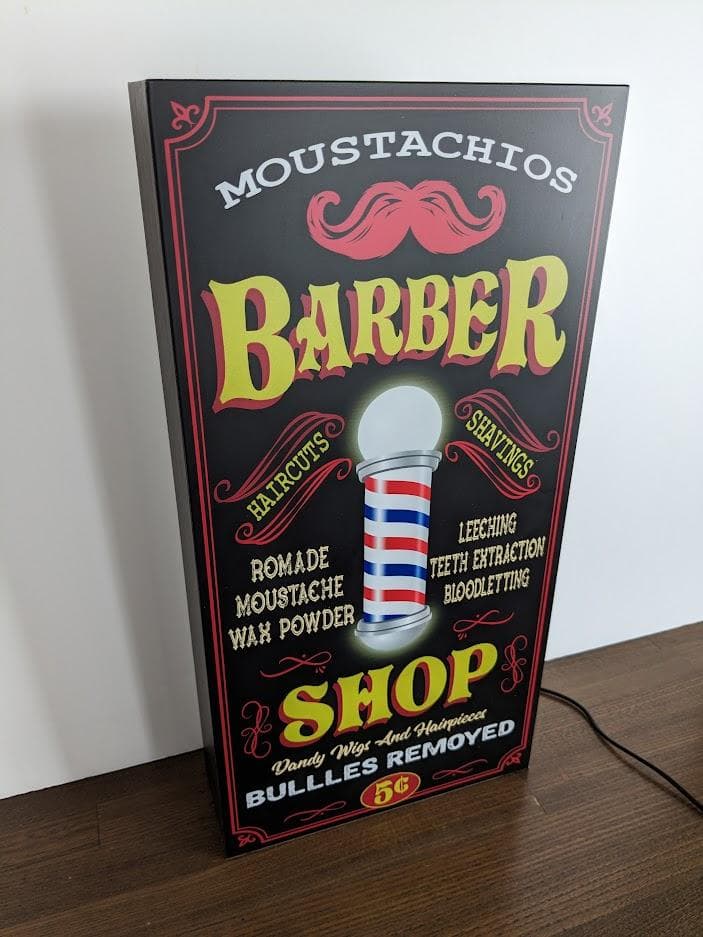 MOUSTACHIOS
BARBER
HAIRCUTS
SHAVINGS
ROMADE
MOUSTACHE
WAX POWDER
LEECHING
TEETH EXTRACTION
BLOODLETTING
SHOP
Dandy Wigs And Hairpieces
BULLLES REMOYED
5¢